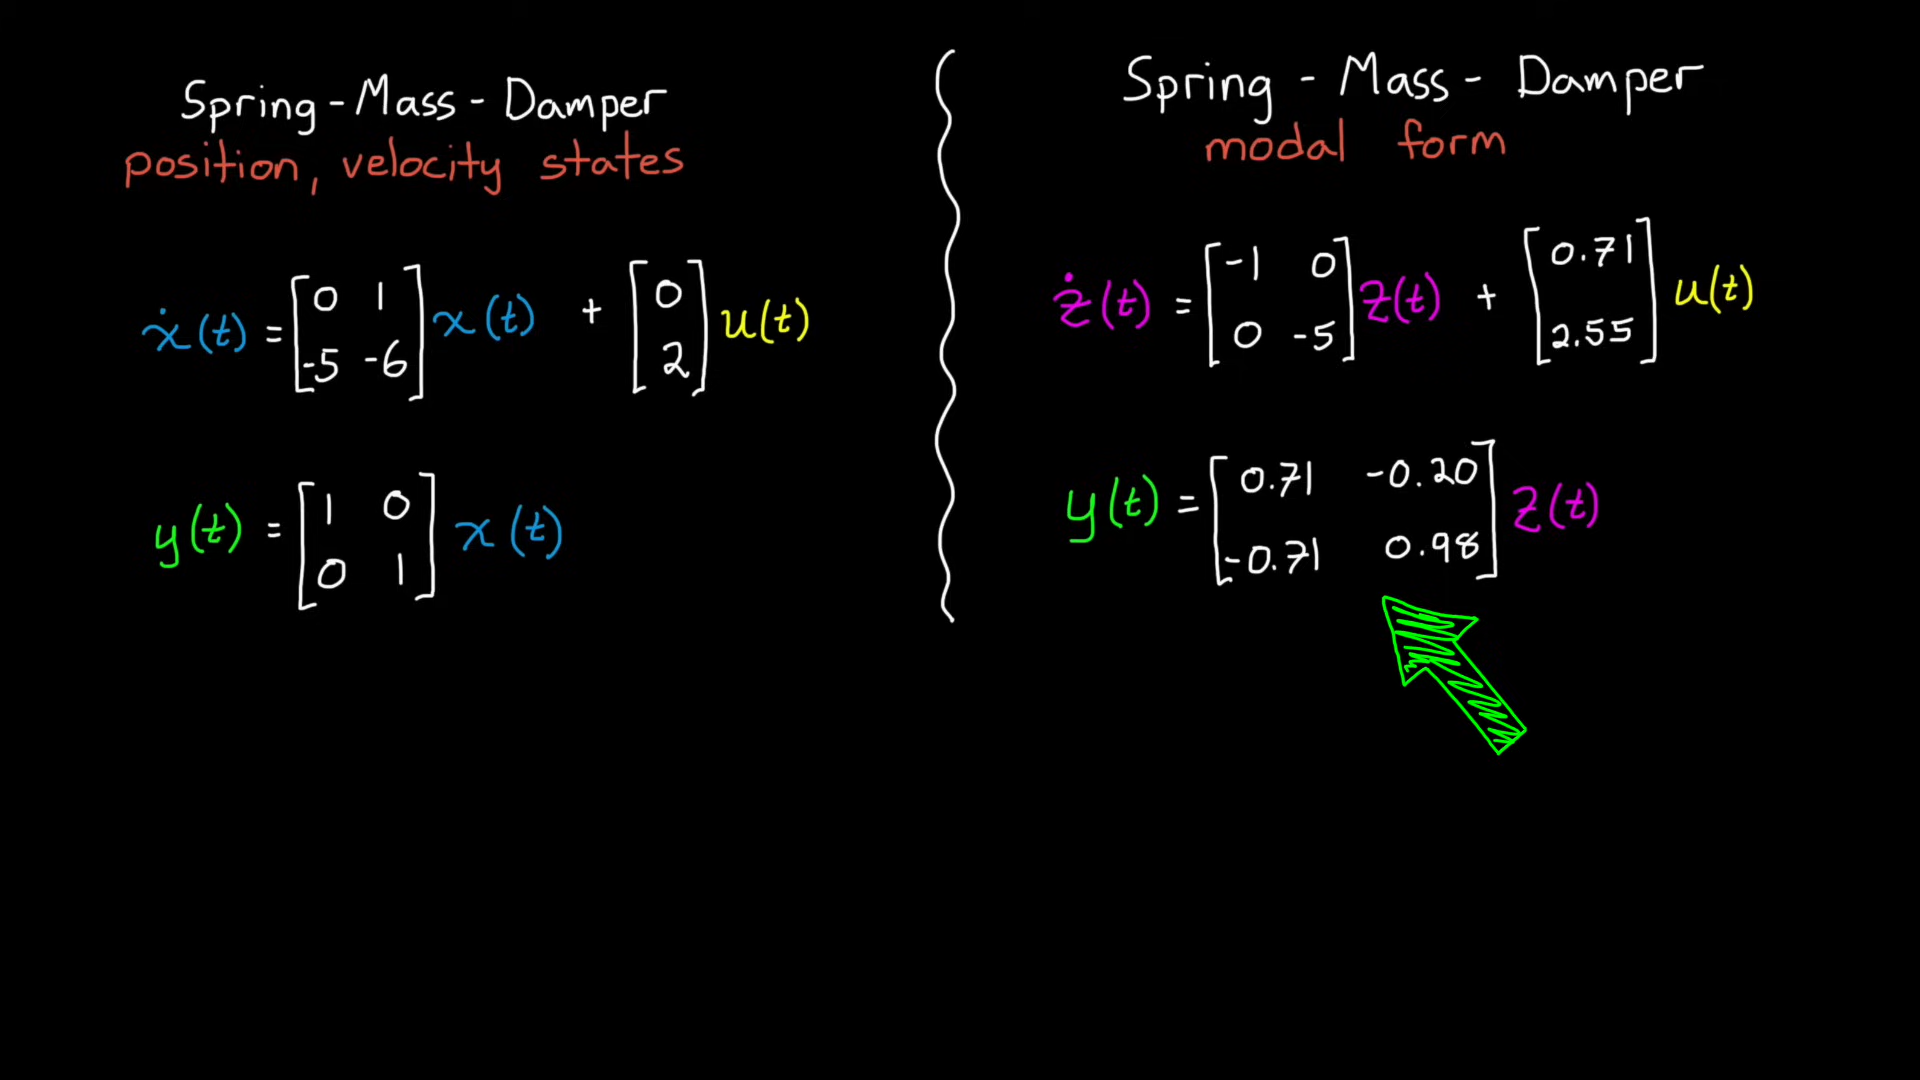 Spring-Mass-Damper
position, velocity states
ẋ(t) = [0 1; -5 -6] x(t) + [0; 2] u(t)
y(t) = [1 0; 0 1] x(t)
Spring - Mass - Damper
modal form
ż(t) = [-1 0; 0 -5] z(t) + [0.71; 2.55] u(t)
y(t) = [0.71 -0.20; -0.71 0.98] z(t)